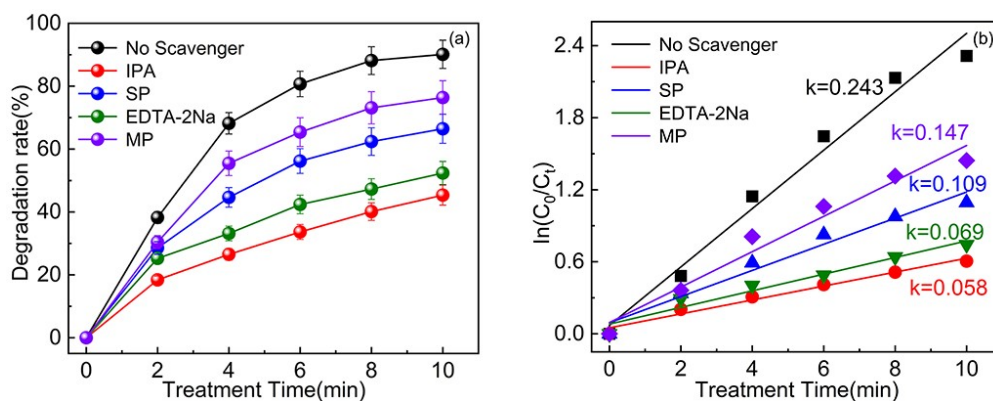 (a)
100
80
60
40
20
0
Degradation rate(%)
No Scavenger
IPA
SP
EDTA-2Na
MP
0 2 4 6 8 10
Treatment Time(min)
(b)
2.4
1.8
1.2
0.6
0.0
ln(C₀/Cₜ)
No Scavenger
IPA
SP
EDTA-2Na
MP
k=0.243
k=0.147
k=0.109
k=0.069
k=0.058
0 2 4 6 8 10
Treatment Time(min)